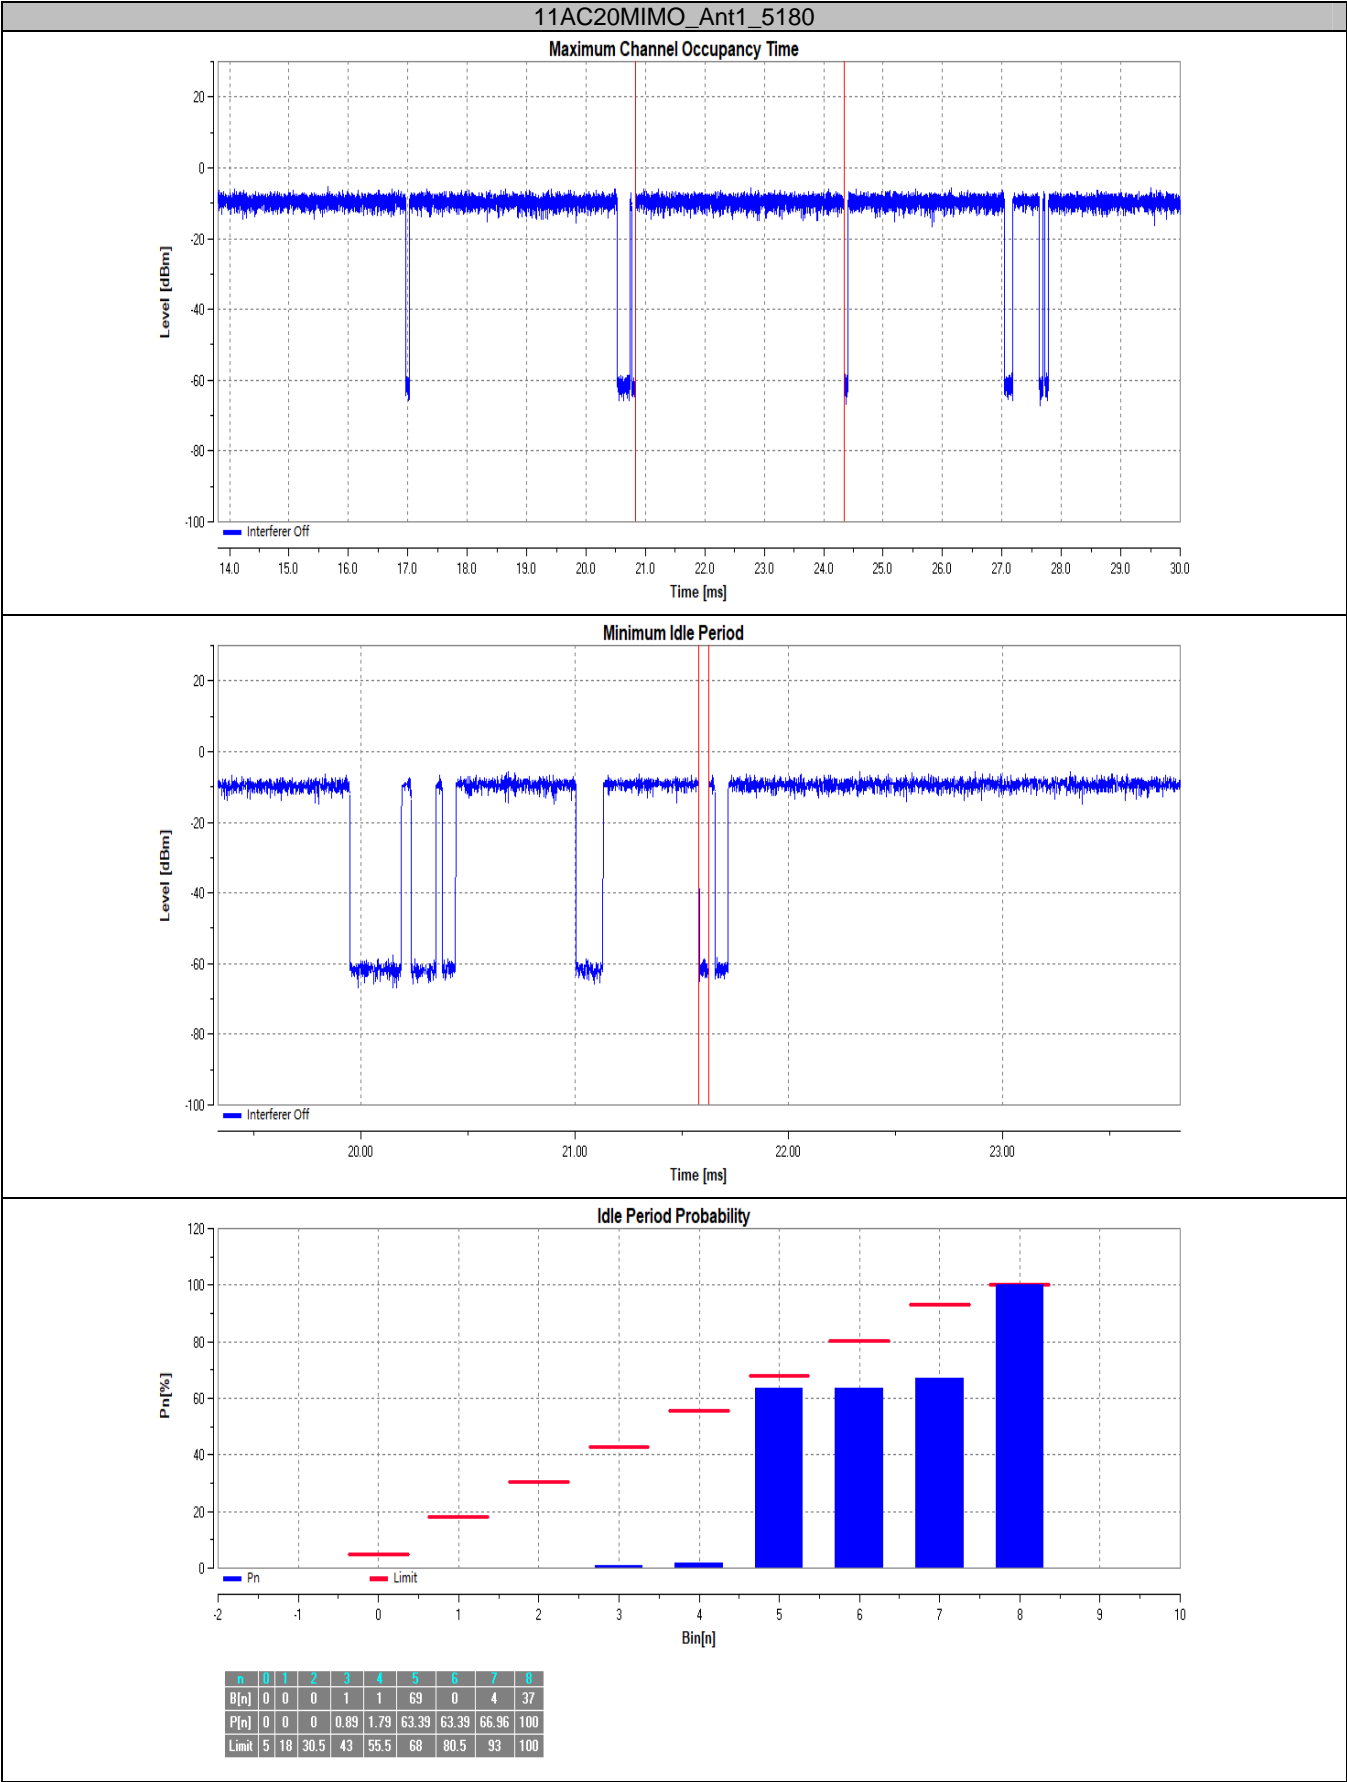 11AC20MIMO_Ant1_5180
Maximum Channel Occupancy Time
20
0
-20
-40
-60
-80
-100
Level [dBm]
Interferer Off
14.0 15.0 16.0 17.0 18.0 19.0 20.0 21.0 22.0 23.0 24.0 25.0 26.0 27.0 28.0 29.0 30.0
Time [ms]
Minimum Idle Period
20
0
-20
-40
-60
-80
-100
Level [dBm]
Interferer Off
20.00 21.00 22.00 23.00
Time [ms]
Idle Period Probability
120
100
80
60
40
20
0
Pn[%]
Pn Limit
-2 -1 0 1 2 3 4 5 6 7 8 9 10
Bin[n]
n 0 1 2 3 4 5 6 7 8
B[n] 0 0 0 1 1 69 0 4 37
P[n] 0 0 0 0.89 1.79 63.39 63.39 66.96 100
Limit 5 18 30.5 43 55.5 68 80.5 93 100